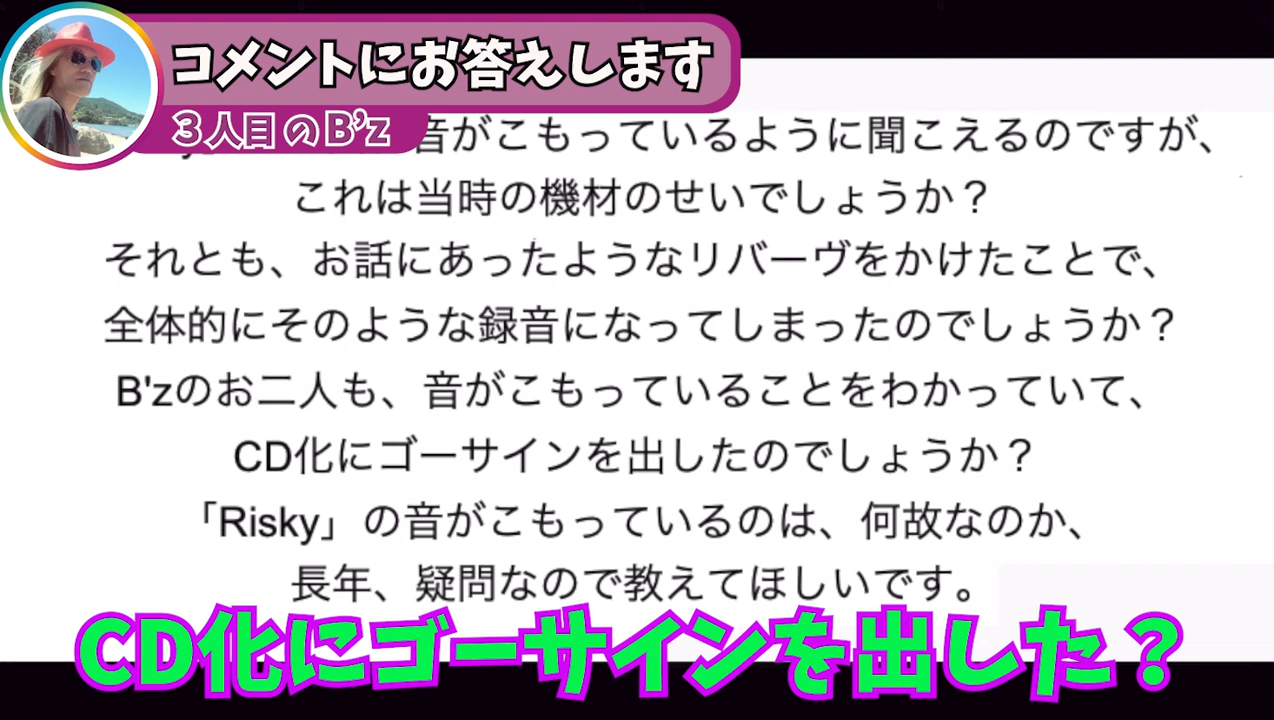 コメントにお答えします
3人目のB'z
音がこもっているように聞こえるのですが、
これは当時の機材のせいでしょうか？
それとも、お話にあったようなリバーヴをかけたことで、
全体的にそのような録音になってしまったのでしょうか？
B'zのお二人も、音がこもっていることをわかっていて、
CD化にゴーサインを出したのでしょうか？
「Risky」の音がこもっているのは、何故なのか、
長年、疑問なので教えてほしいです。
CD化にゴーサインを出した？